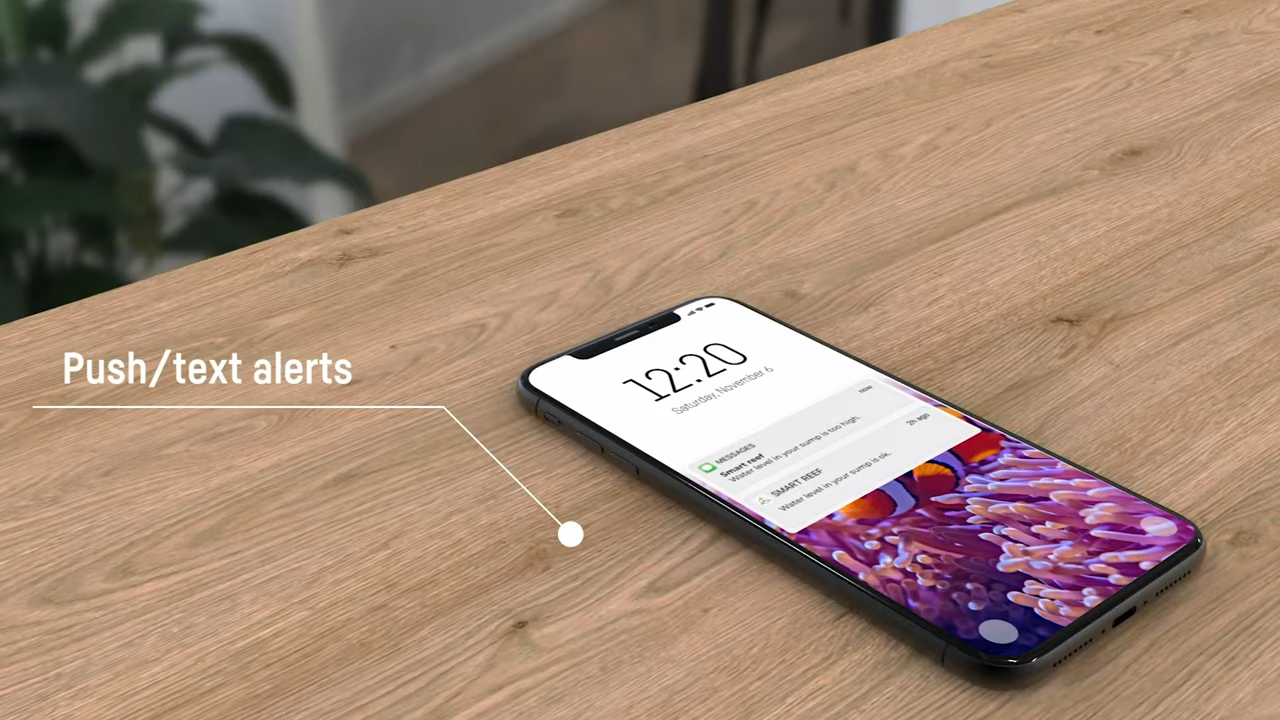 Push/text alerts
12:20
Saturday, November 6
MESSAGES
now
Smart reef
Water level in your sump is too high.
SMART REEF
2h ago
Water level in your sump is ok.